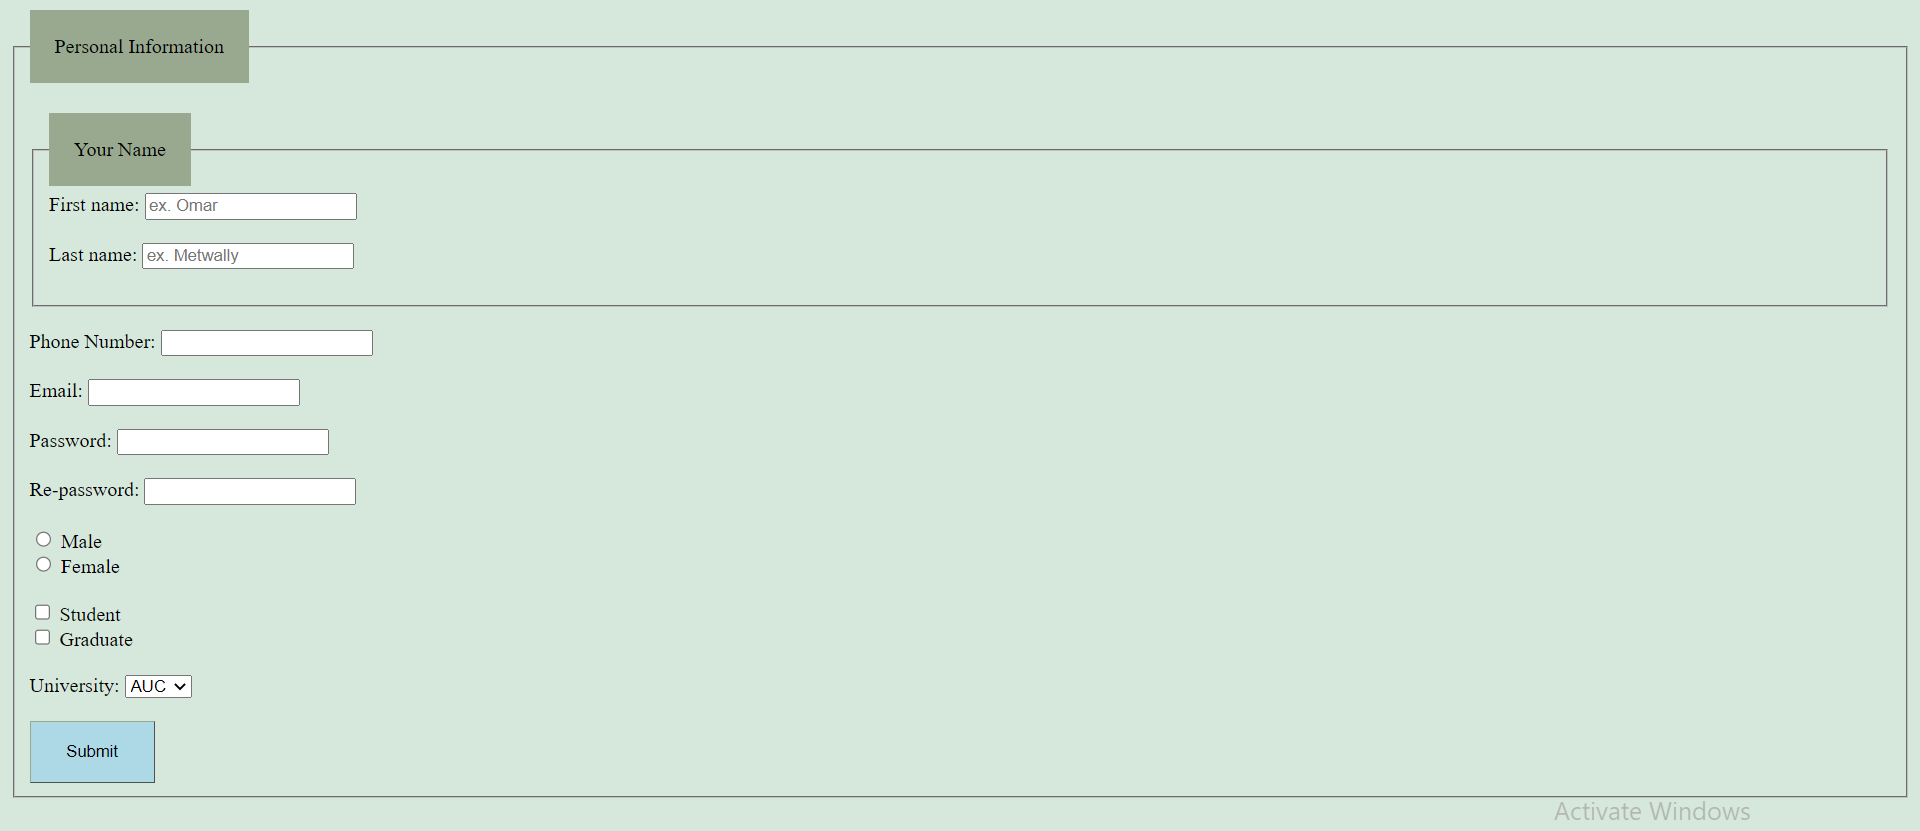 Personal Information
Your Name
First name: ex. Omar
Last name: ex. Metwally
Phone Number:
Email:
Password:
Re-password:
Male
Female
Student
Graduate
University: AUC
Submit
Activate Windows